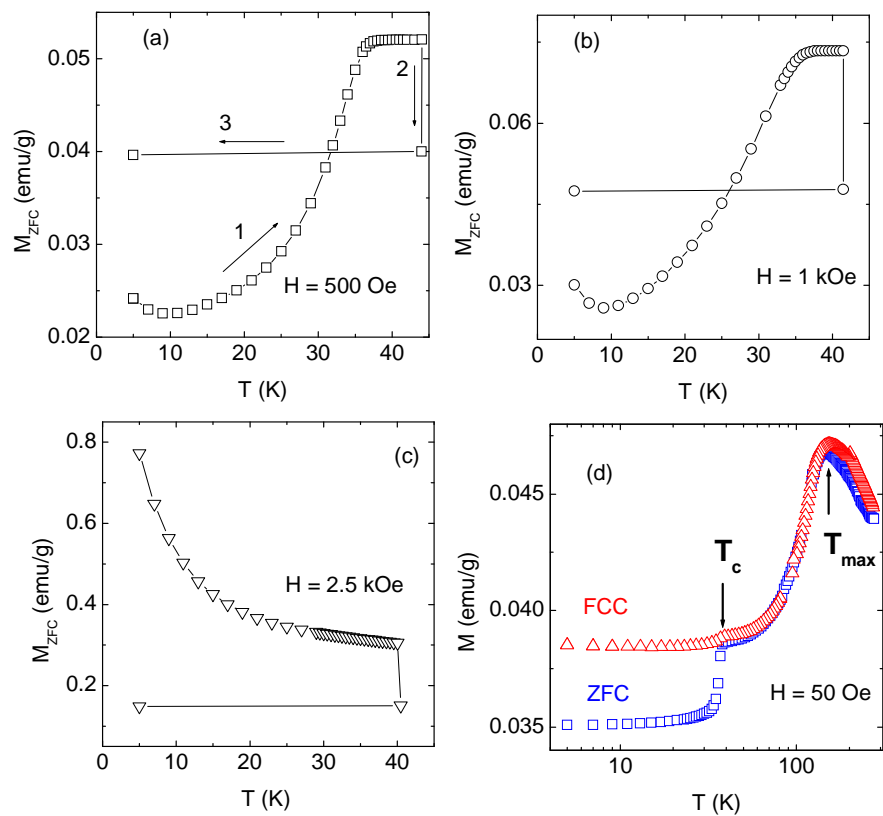 (a)
0.05
0.04
0.03
0.02
M_ZFC (emu/g)
1
2
3
H = 500 Oe
0 10 20 30 40
T (K)
(b)
0.06
0.03
M_ZFC (emu/g)
H = 1 kOe
0 10 20 30 40
T (K)
(c)
0.8
0.6
0.4
0.2
M_ZFC (emu/g)
H = 2.5 kOe
0 10 20 30 40
T (K)
(d)
0.045
0.040
0.035
M (emu/g)
T_c
T_max
FCC
ZFC
H = 50 Oe
10 100
T (K)